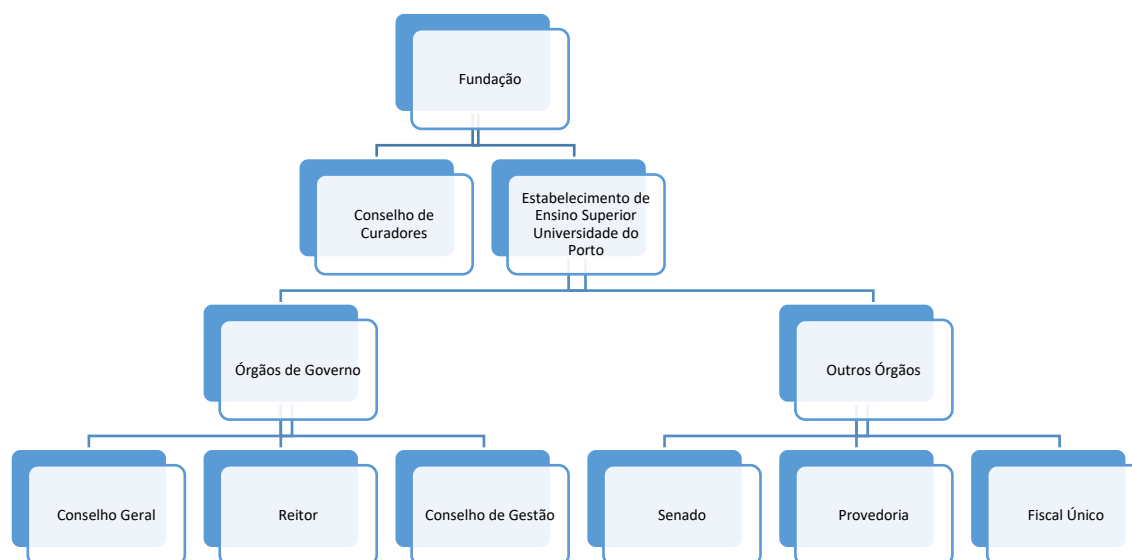 Fundação
Conselho de
Curadores
Estabelecimento de
Ensino Superior
Universidade do
Porto
Órgãos de Governo
Outros Órgãos
Conselho Geral
Reitor
Conselho de Gestão
Senado
Provedoria
Fiscal Único